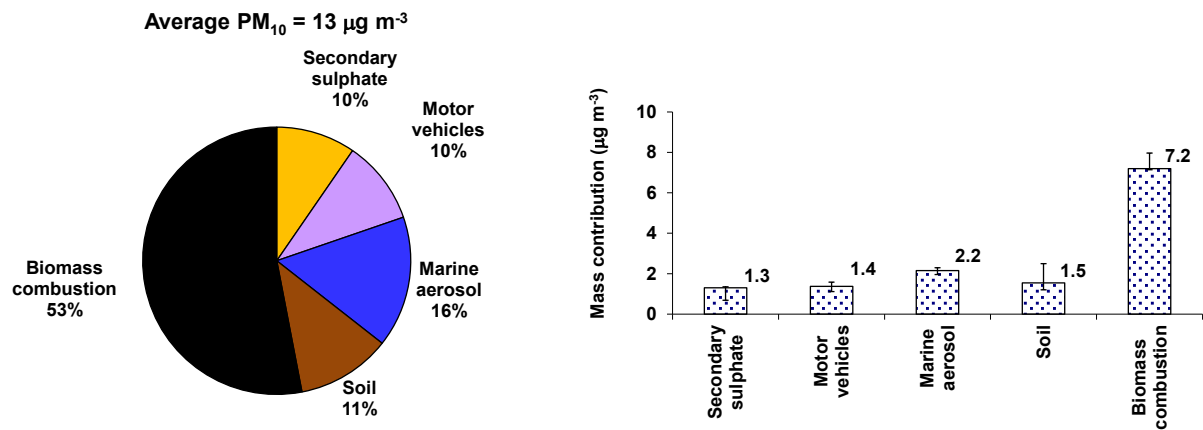 Average PM₁₀ = 13 µg m⁻³
Secondary
sulphate
10%
Motor
vehicles
10%
Marine
aerosol
16%
Soil
11%
Biomass
combustion
53%
Mass contribution (µg m⁻³)
10
8
6
4
2
0
1.3
1.4
2.2
1.5
7.2
Secondary
sulphate
Motor
vehicles
Marine
aerosol
Soil
Biomass
combustion